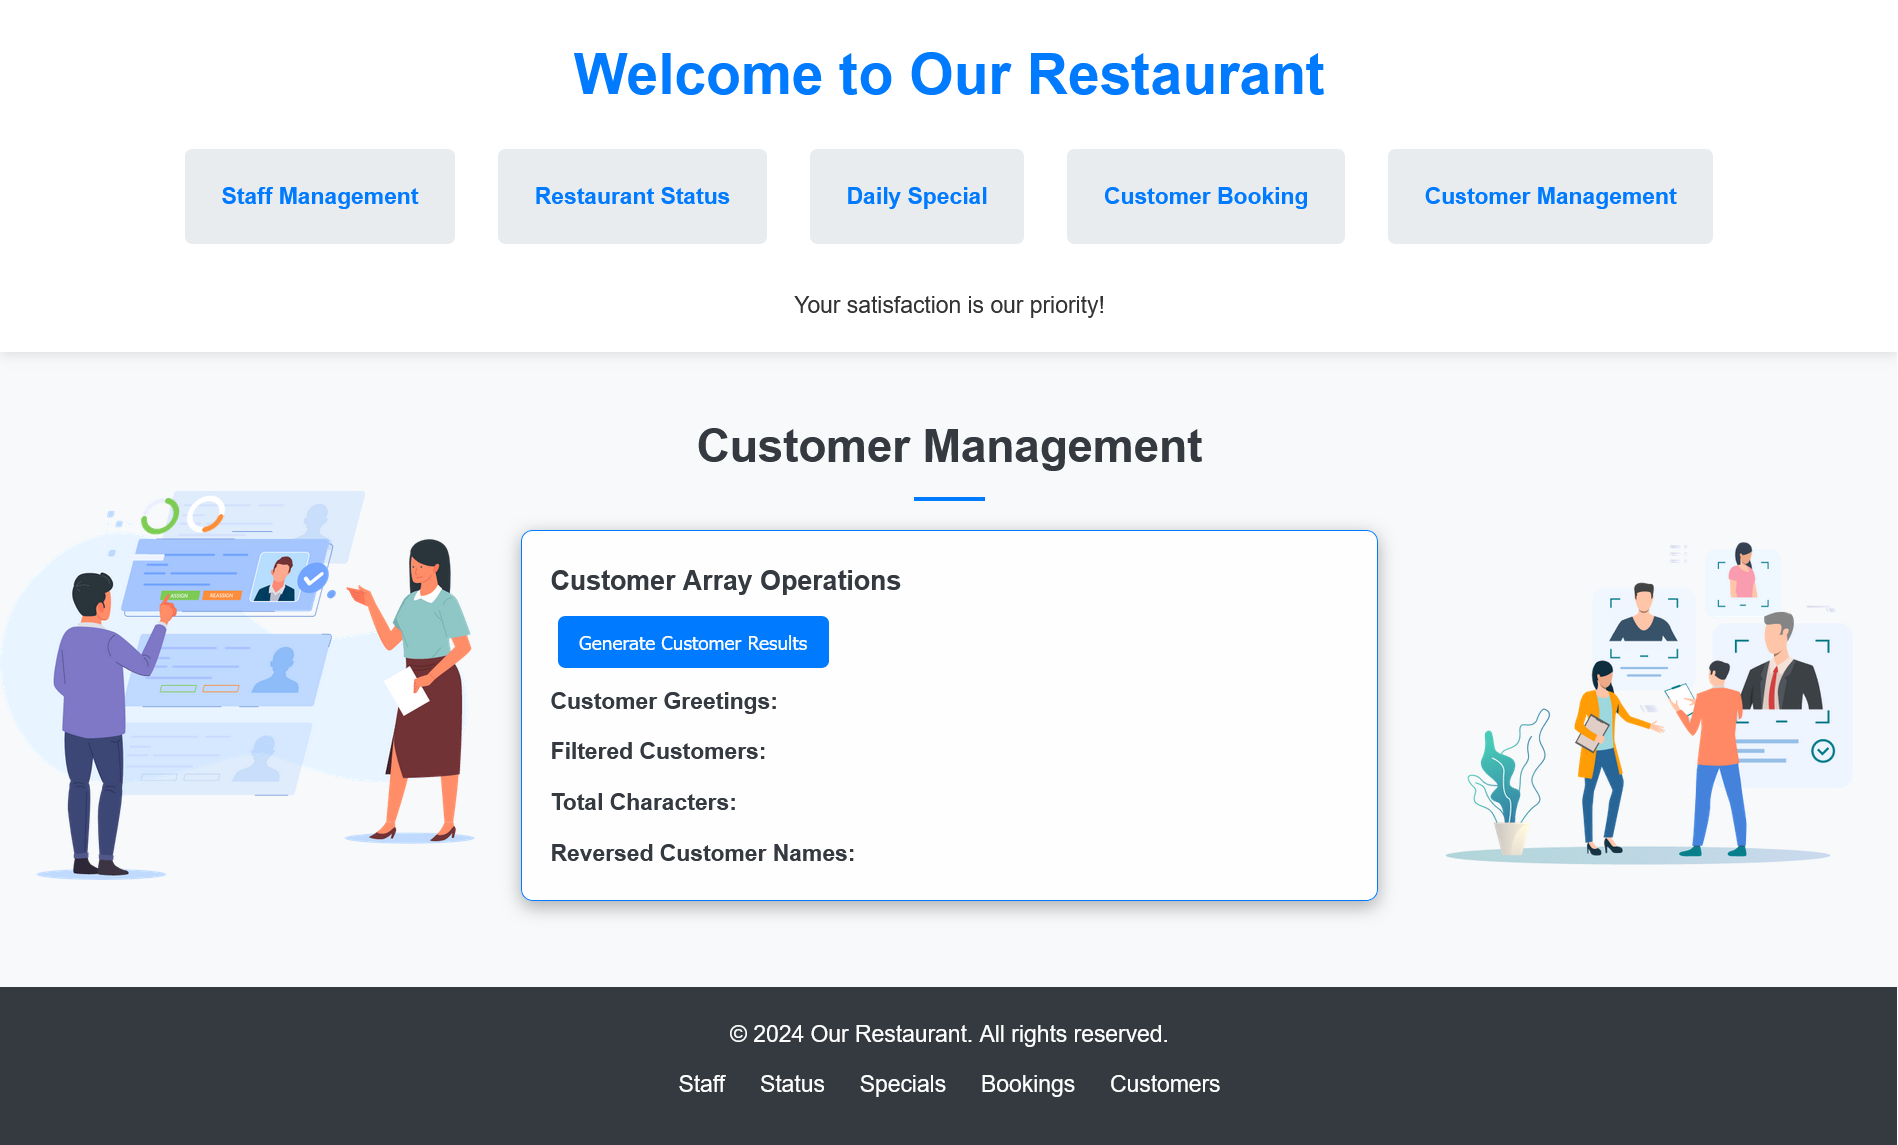 Welcome to Our Restaurant
Staff Management
Restaurant Status
Daily Special
Customer Booking
Customer Management
Your satisfaction is our priority!
Customer Management
ASSIGN
REASSIGN
Customer Array Operations
Generate Customer Results
Customer Greetings:
Filtered Customers:
Total Characters:
Reversed Customer Names:
© 2024 Our Restaurant. All rights reserved.
Staff Status Specials Bookings Customers